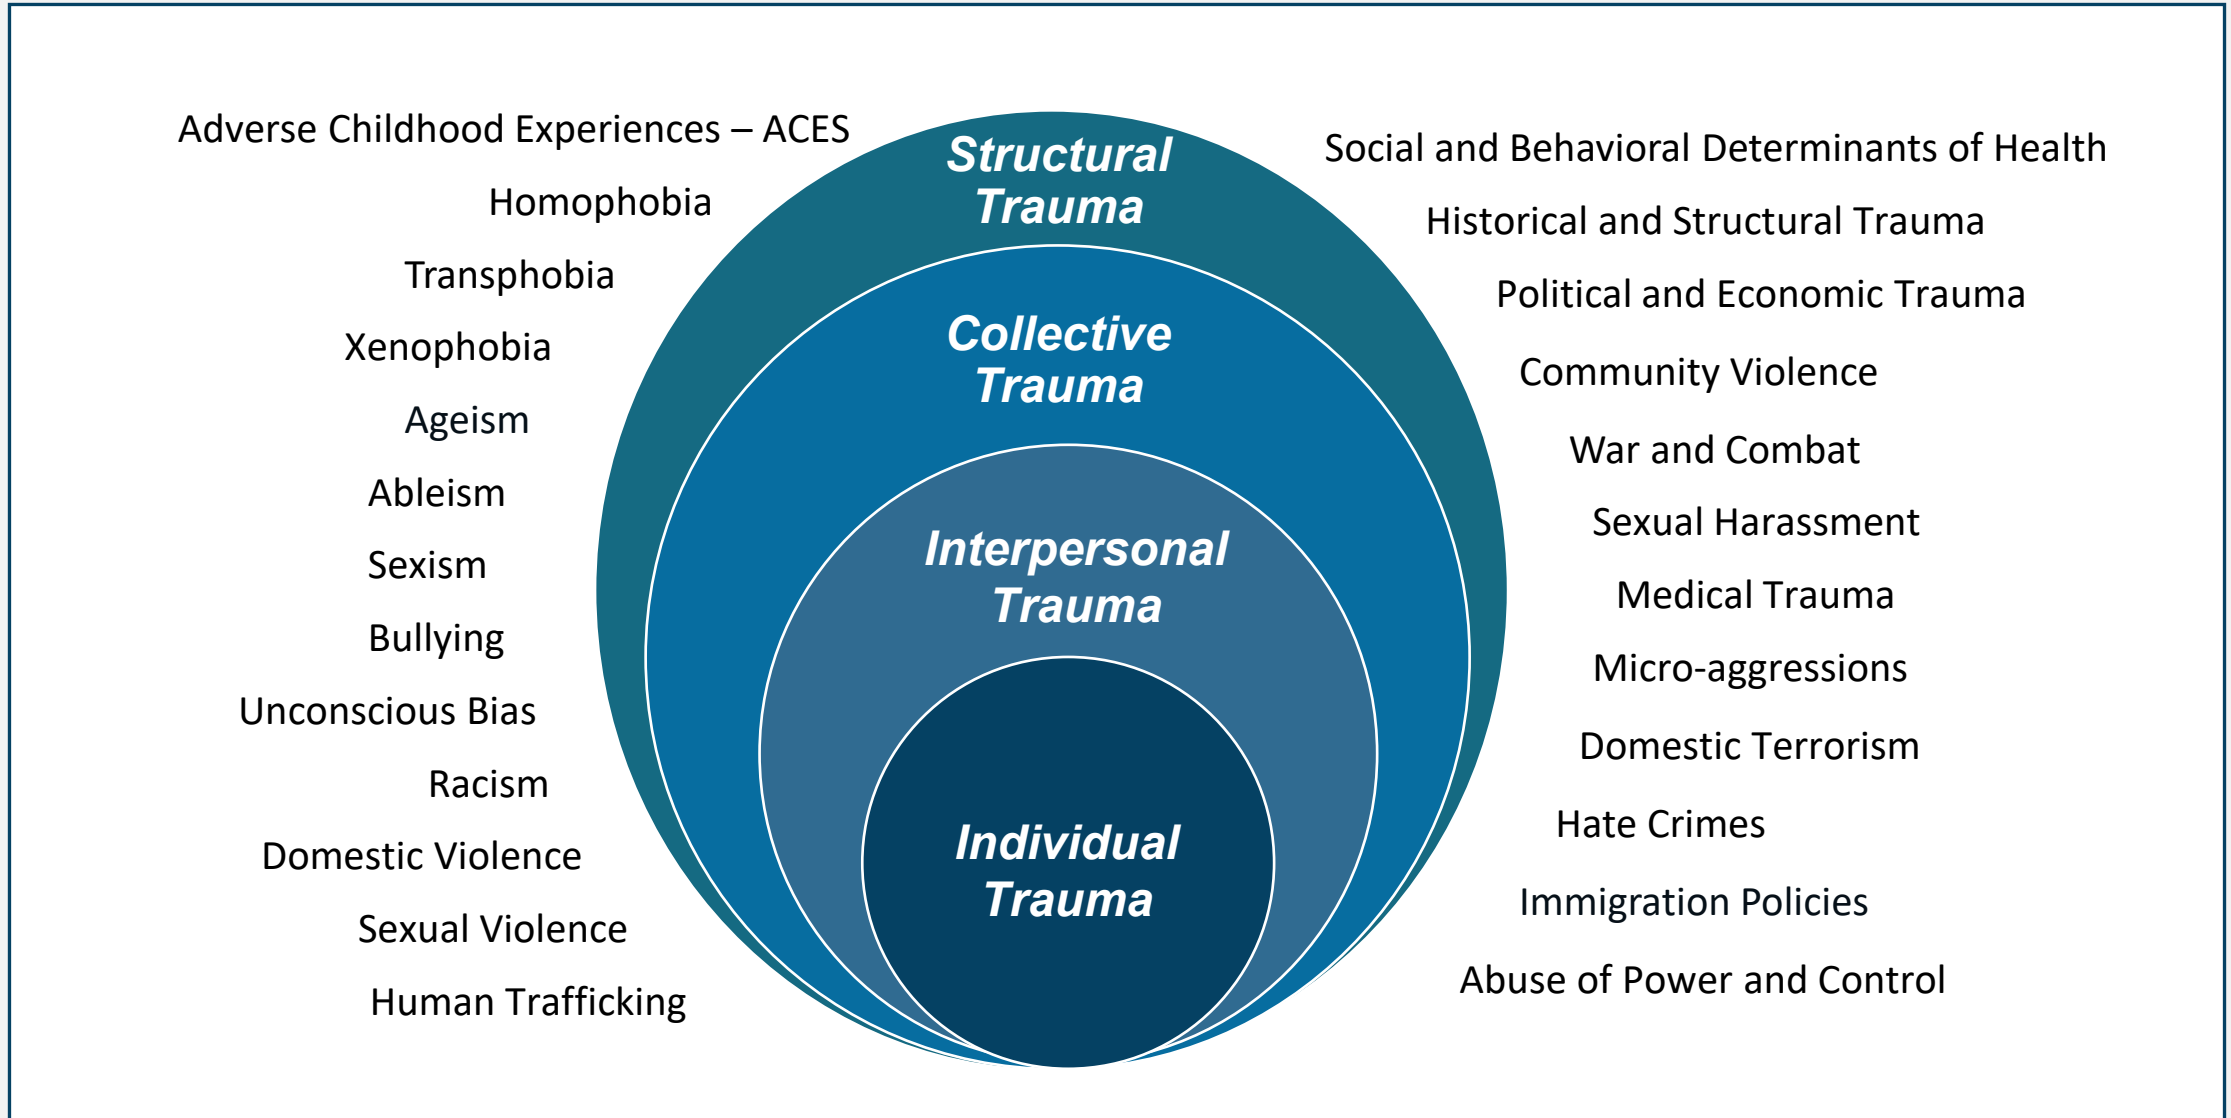 Adverse Childhood Experiences – ACES
Homophobia
Transphobia
Xenophobia
Ageism
Ableism
Sexism
Bullying
Unconscious Bias
Racism
Domestic Violence
Sexual Violence
Human Trafficking
Structural
Trauma
Collective
Trauma
Interpersonal
Trauma
Individual
Trauma
Social and Behavioral Determinants of Health
Historical and Structural Trauma
Political and Economic Trauma
Community Violence
War and Combat
Sexual Harassment
Medical Trauma
Micro-aggressions
Domestic Terrorism
Hate Crimes
Immigration Policies
Abuse of Power and Control